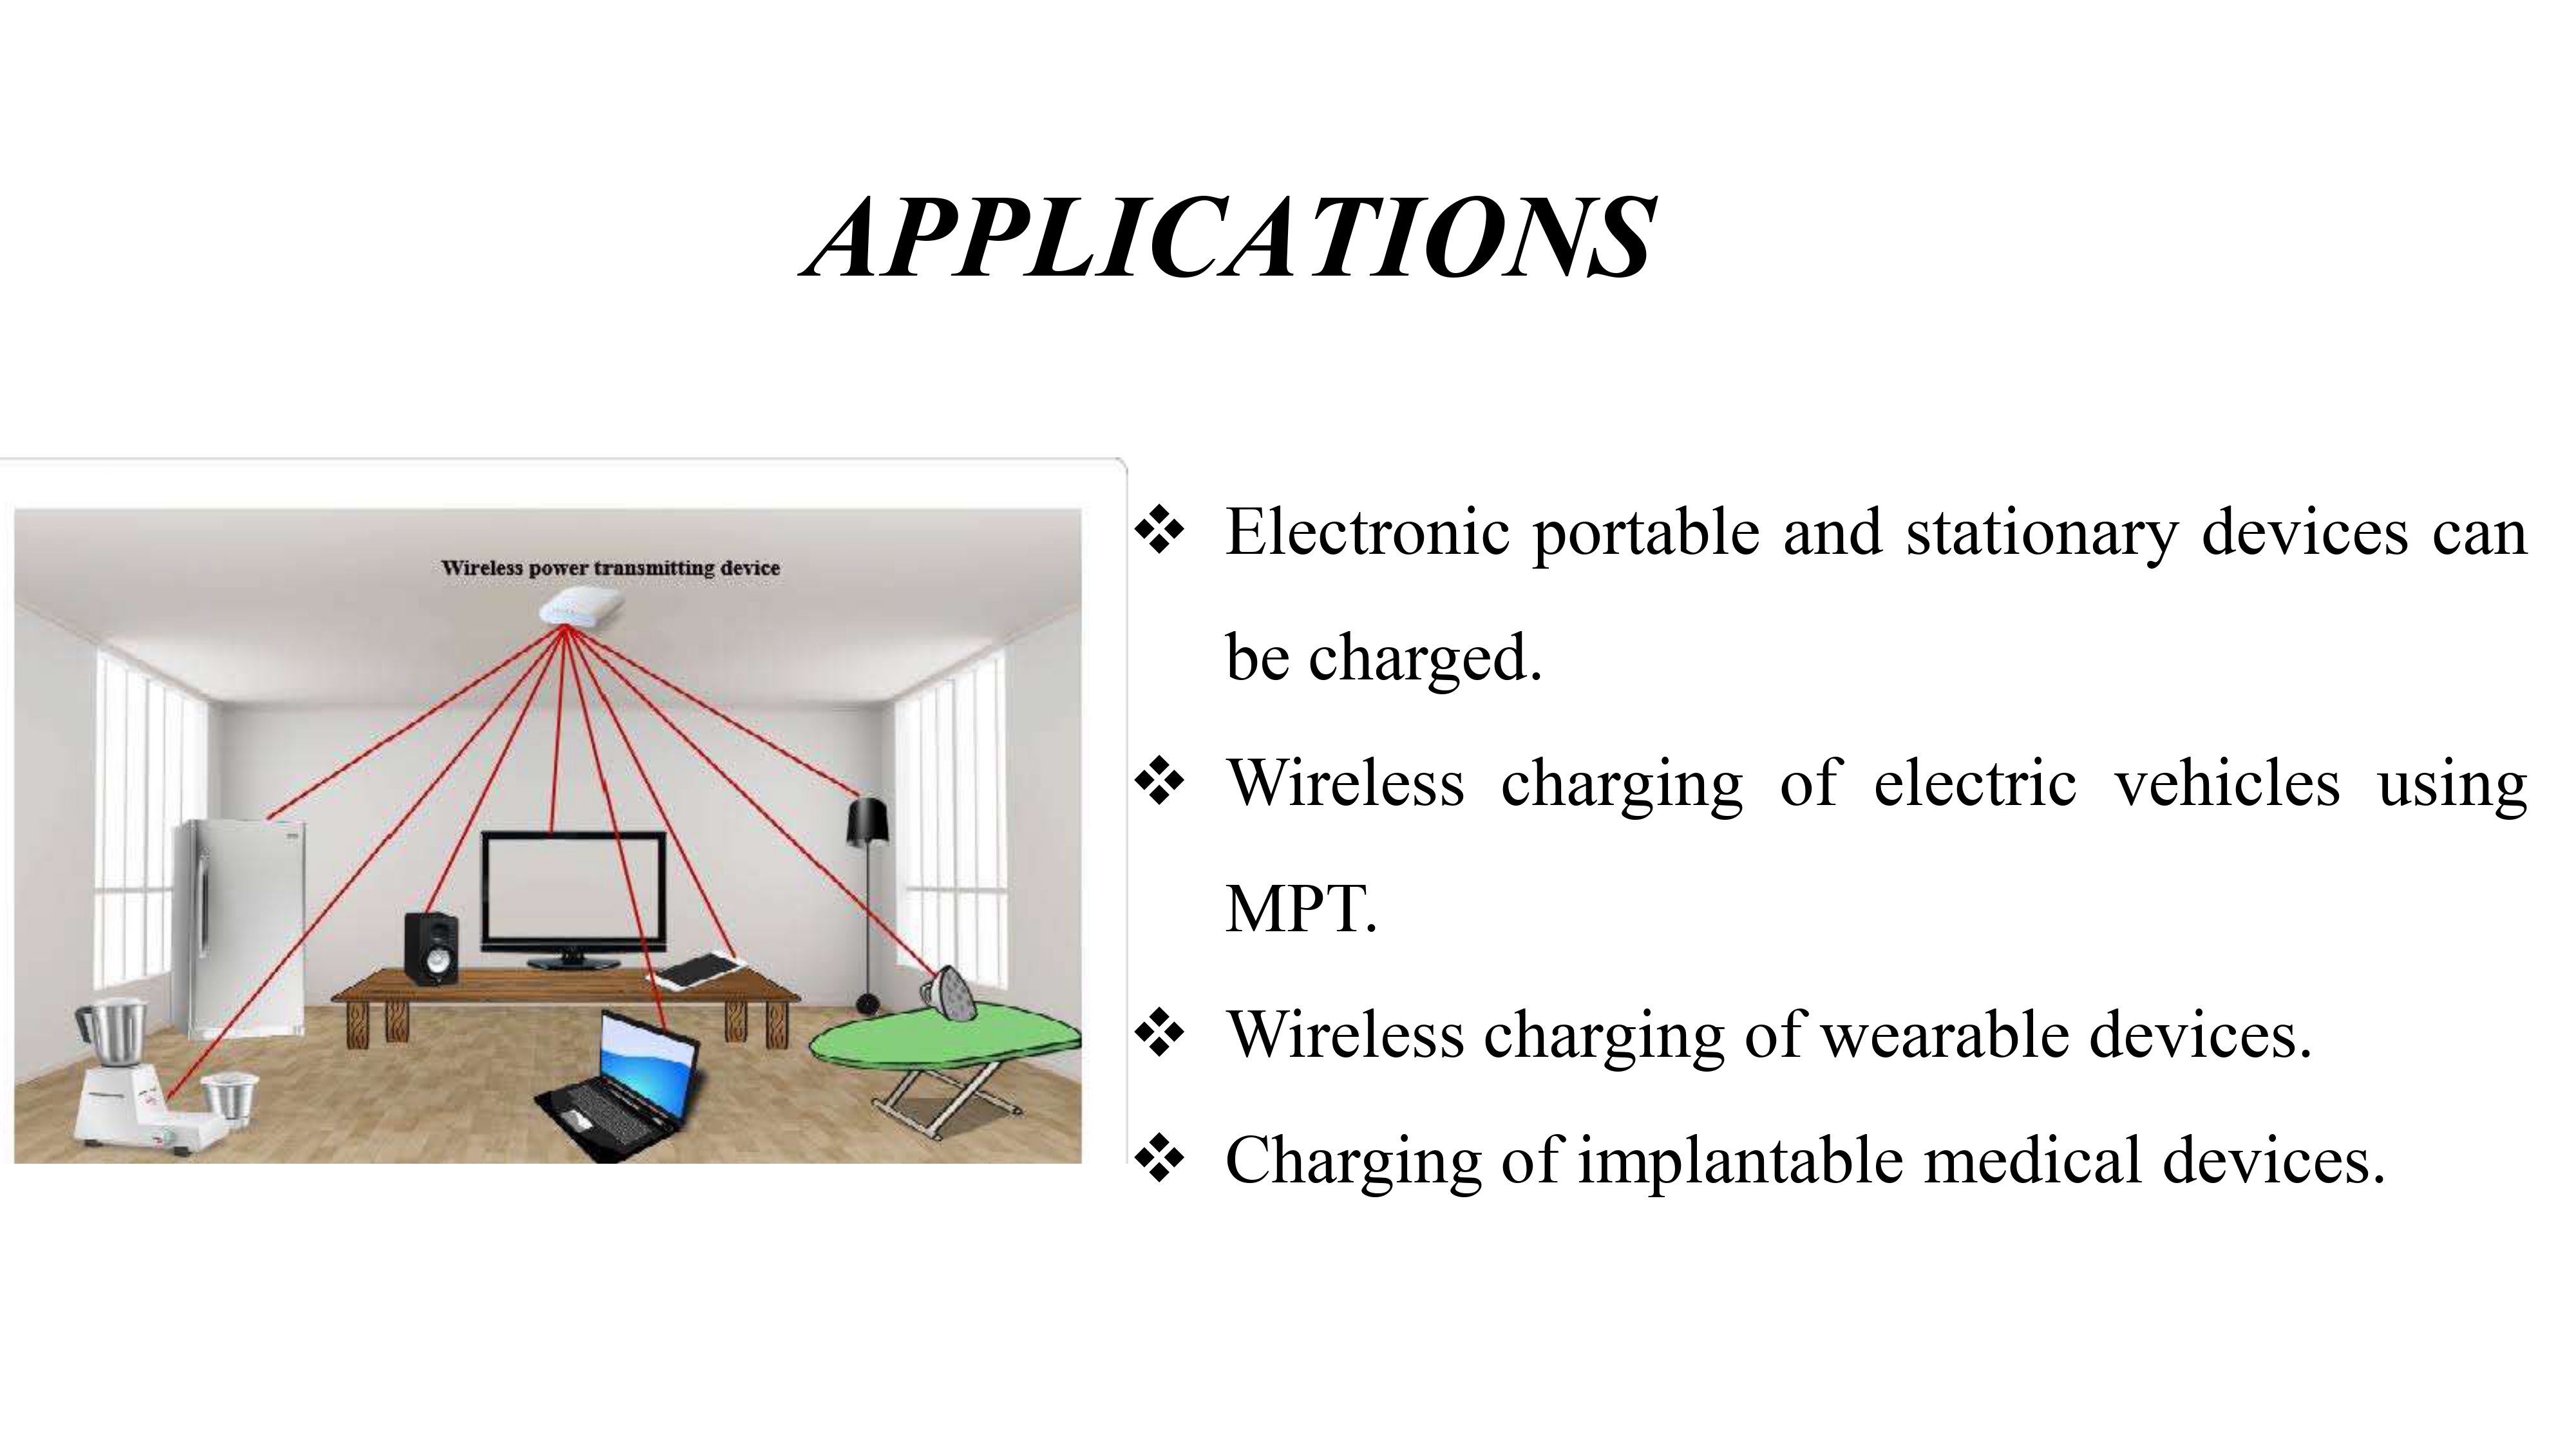 APPLICATIONS
Wireless power transmitting device
❖ Electronic portable and stationary devices can
be charged.
❖ Wireless charging of electric vehicles using
MPT.
❖ Wireless charging of wearable devices.
❖ Charging of implantable medical devices.